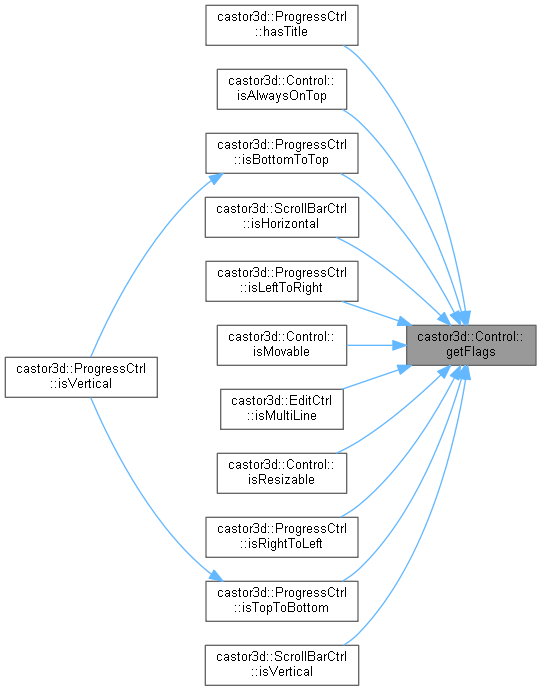 castor3d::ProgressCtrl
::hasTitle
castor3d::Control::
isAlwaysOnTop
castor3d::ProgressCtrl
::isBottomToTop
castor3d::ScrollBarCtrl
::isHorizontal
castor3d::ProgressCtrl
::isLeftToRight
castor3d::Control::
getFlags
castor3d::Control::
isMovable
castor3d::ProgressCtrl
::isVertical
castor3d::EditCtrl
::isMultiLine
castor3d::Control::
isResizable
castor3d::ProgressCtrl
::isRightToLeft
castor3d::ProgressCtrl
::isTopToBottom
castor3d::ScrollBarCtrl
::isVertical